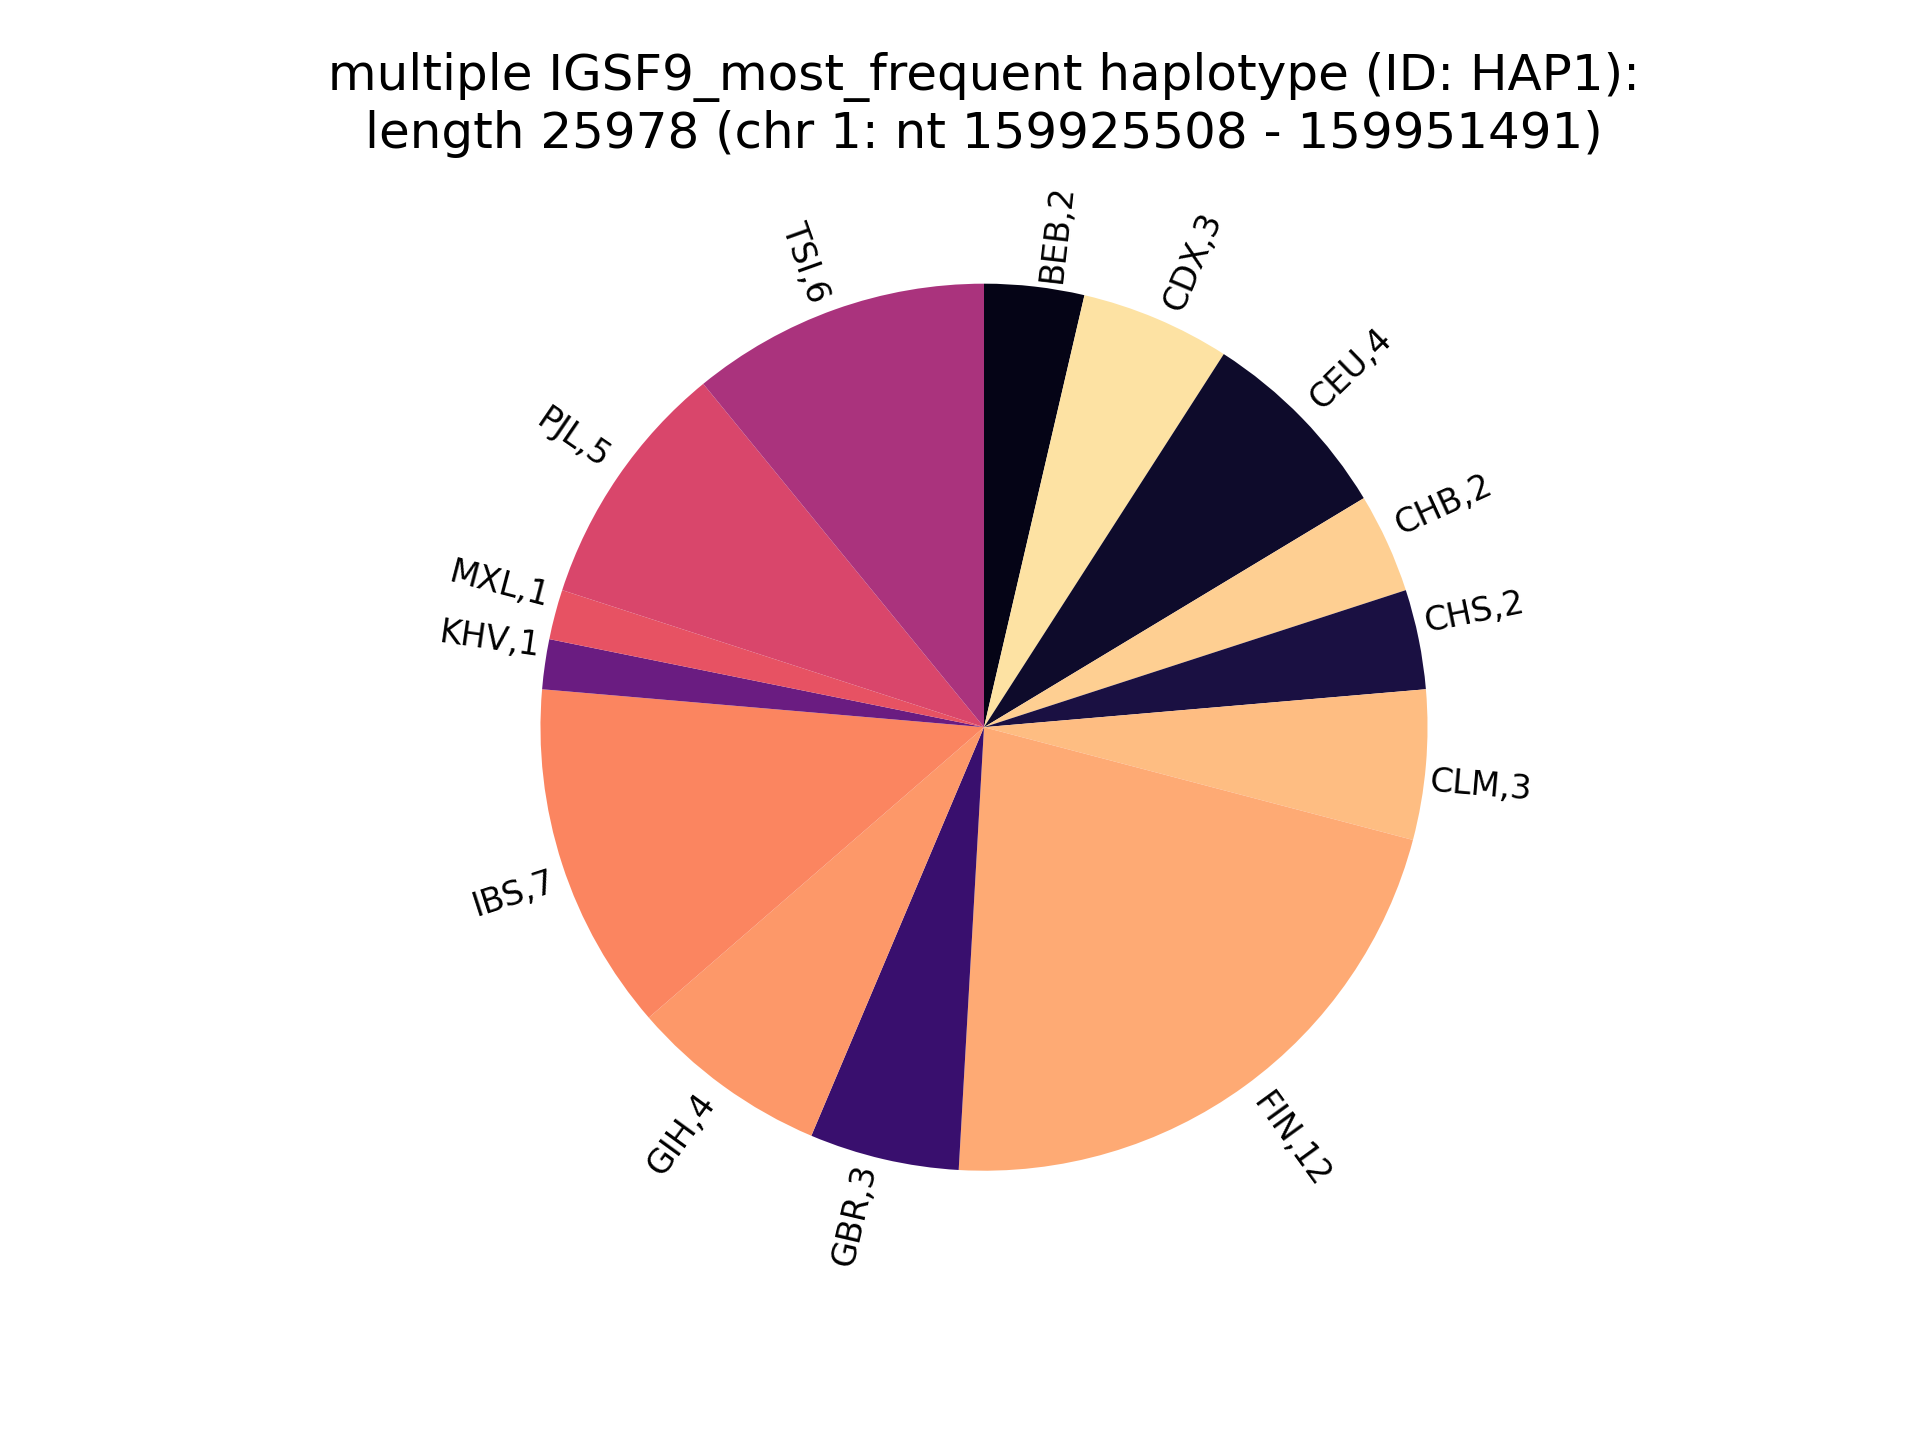 multiple IGSF9_most_frequent haplotype (ID: HAP1):
length 25978 (chr 1: nt 159925508 - 159951491)
BEB,2
CDX,3
CEU,4
CHB,2
CHS,2
CLM,3
FIN,12
GBR,3
GIH,4
IBS,7
KHV,1
MXL,1
PJL,5
TSI,6